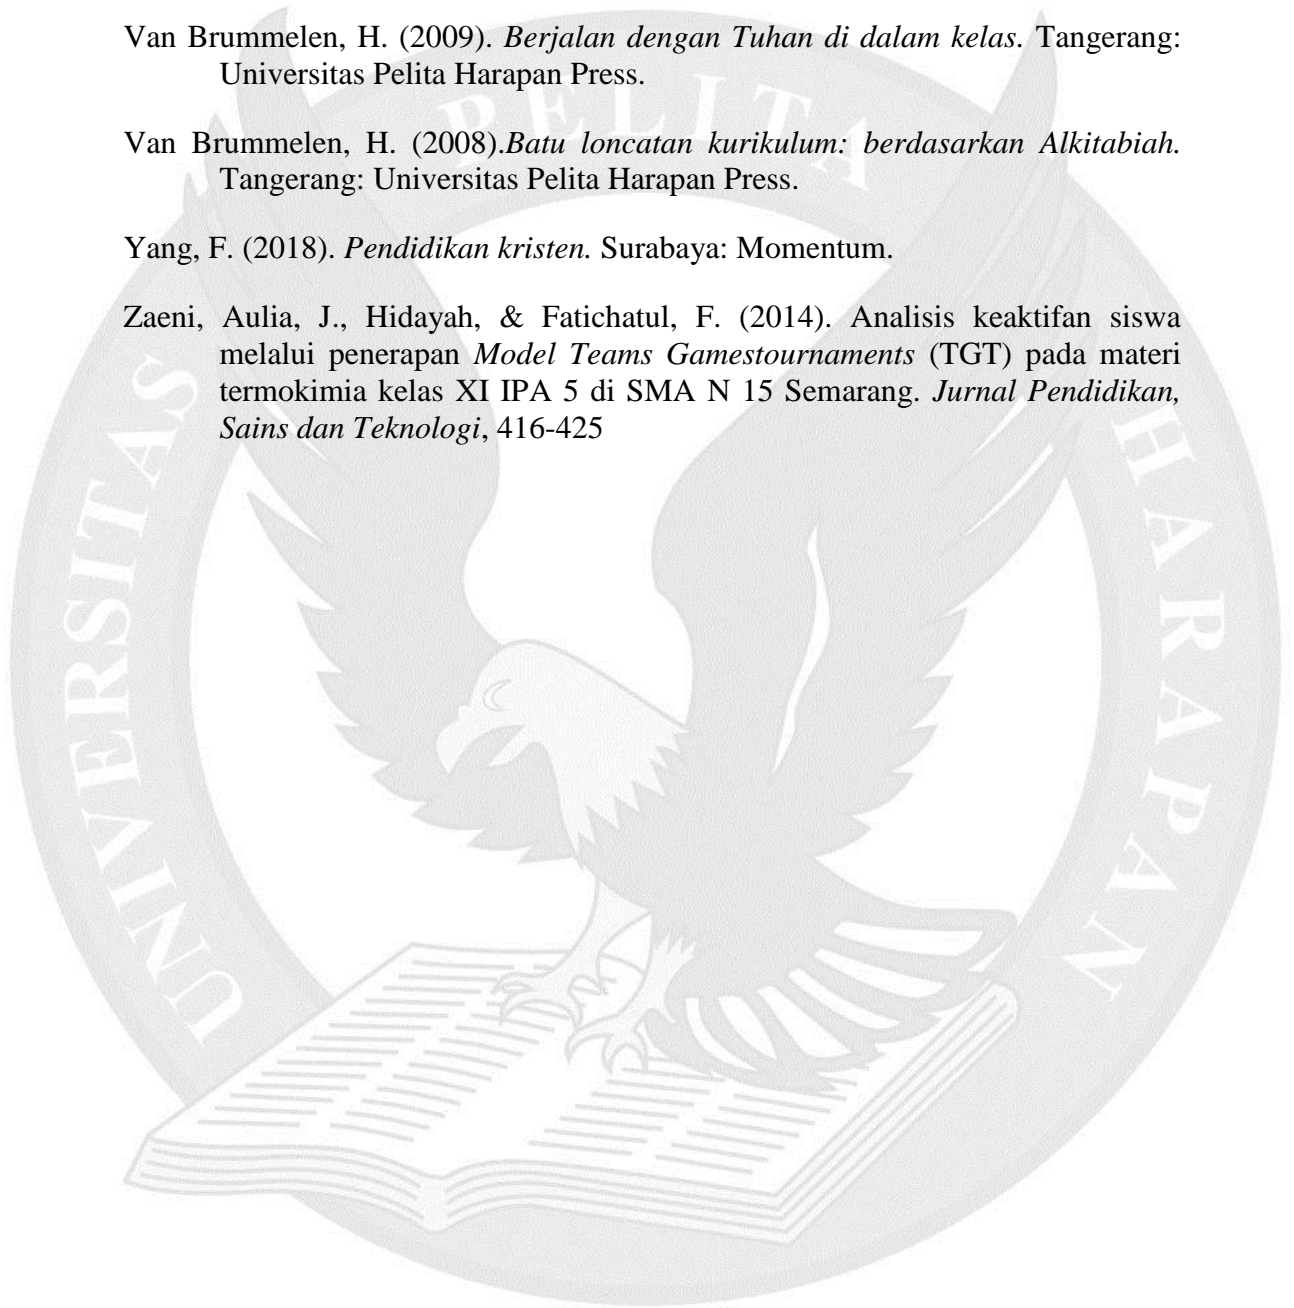 Van Brummelen, H. (2009). Berjalan dengan Tuhan di dalam kelas. Tangerang:
Universitas Pelita Harapan Press.
Van Brummelen, H. (2008).Batu loncatan kurikulum: berdasarkan Alkitabiah.
Tangerang: Universitas Pelita Harapan Press.
Yang, F. (2018). Pendidikan kristen. Surabaya: Momentum.
Zaeni, Aulia, J., Hidayah, & Fatichatul, F. (2014). Analisis keaktifan siswa
melalui penerapan Model Teams Gamestournaments (TGT) pada materi
termokimia kelas XI IPA 5 di SMA N 15 Semarang. Jurnal Pendidikan,
Sains dan Teknologi, 416-425
UNIVERSITAS PELITA HARAPAN